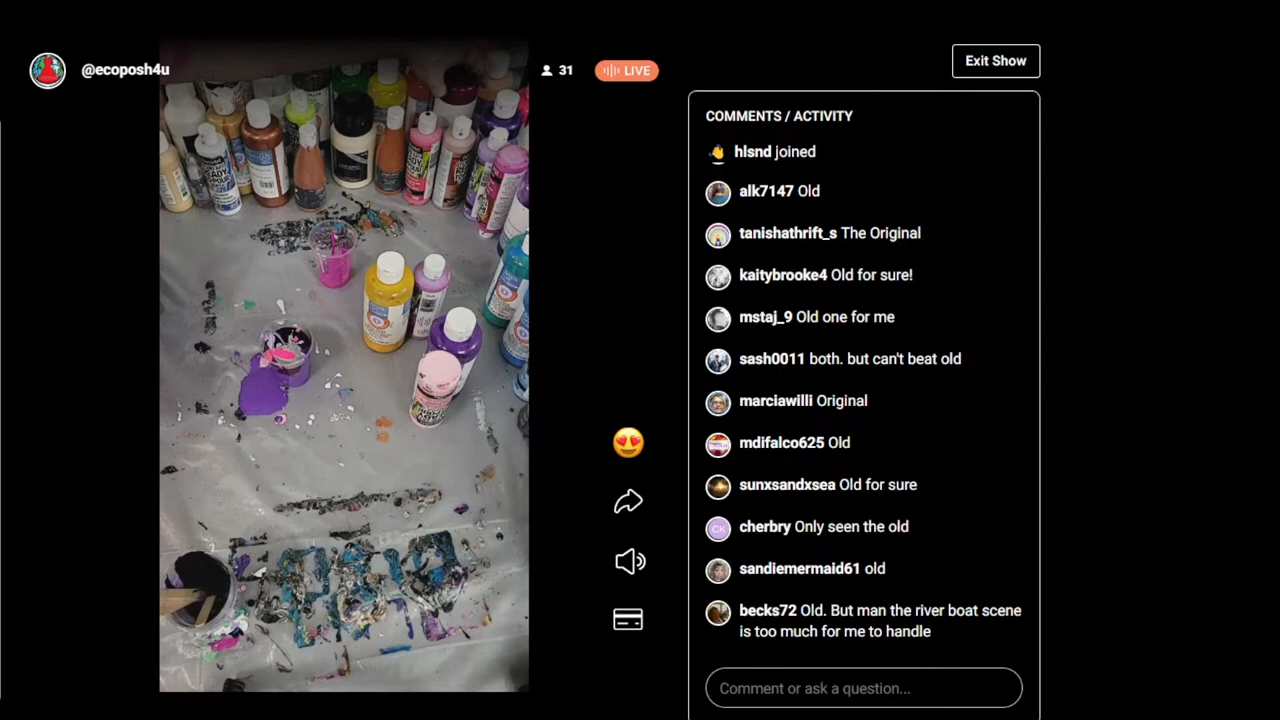 @ecoposh4u
31
LIVE
Exit Show
COMMENTS / ACTIVITY
hlsnd joined
alk7147 Old
tanishathrift_s The Original
kaitybrooke4 Old for sure!
mstaj_9 Old one for me
sash0011 both. but can't beat old
marciawilli Original
mdifalco625 Old
sunxsandxsea Old for sure
CK
cherbry Only seen the old
sandiemermaid61 old
becks72 Old. But man the river boat scene
is too much for me to handle
Comment or ask a question...